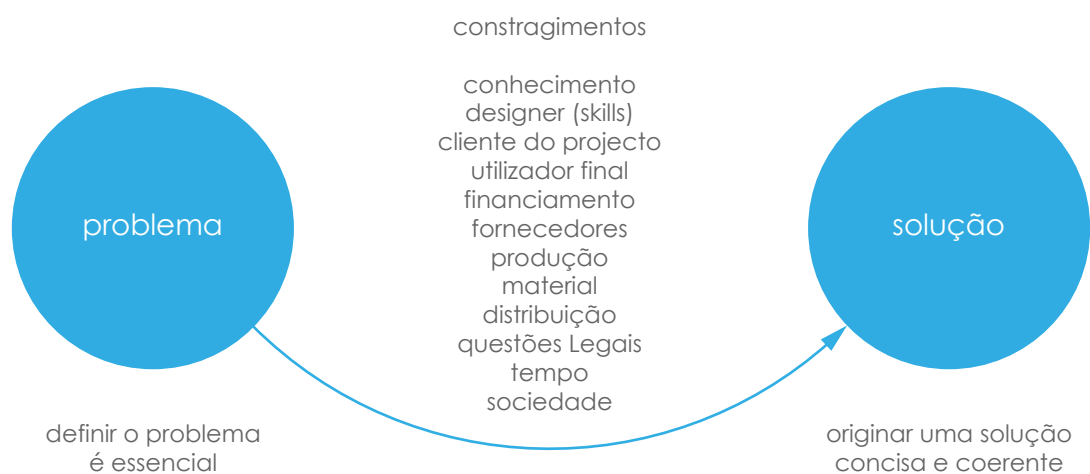 constragimentos
conhecimento
designer (skills)
cliente do projecto
utilizador final
financiamento
fornecedores
produção
material
distribuição
questões Legais
tempo
sociedade
problema
definir o problema
é essencial
solução
originar uma solução
concisa e coerente